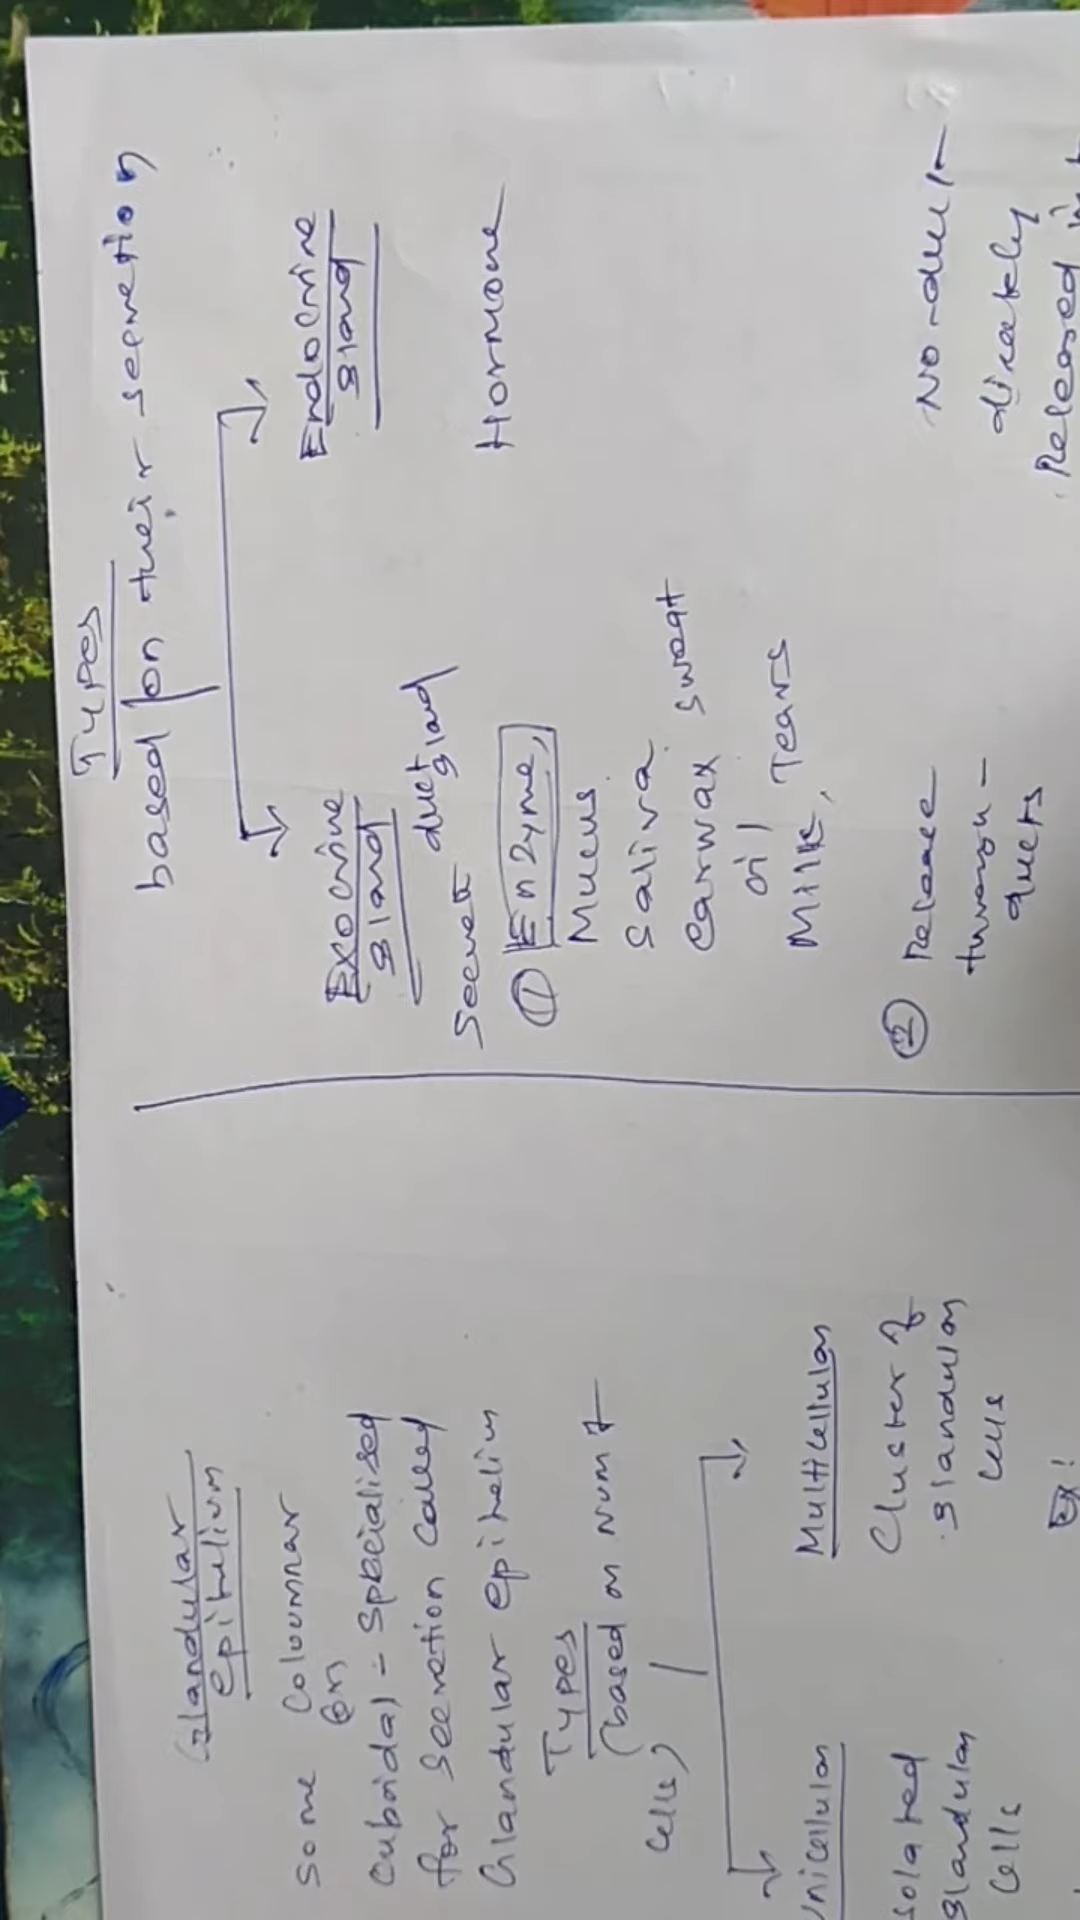 Glandular
epithelium
Some Coloumnar
or
Cuboidal - Specialised
for Secretion Called
Glandular epithelium
Types
(based on num of
cells)
unicellular
isolated
glandular
cells
Multicellular
Cluster of
glandular
cells
Ex:
Types
based on their secretion
Exocrine
gland
duct
gland
Secrete
① Enzyme,
Mucus
Saliva
Earwax sweat
oil
Milk, Tears
② Release
through -
ducts
Endocrine
gland
Hormone
No-duct-
directly
Released